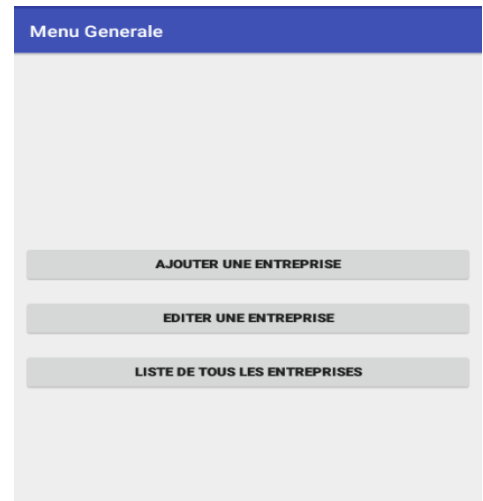 Menu Generale
AJOUTER UNE ENTREPRISE
EDITER UNE ENTREPRISE
LISTE DE TOUS LES ENTREPRISES